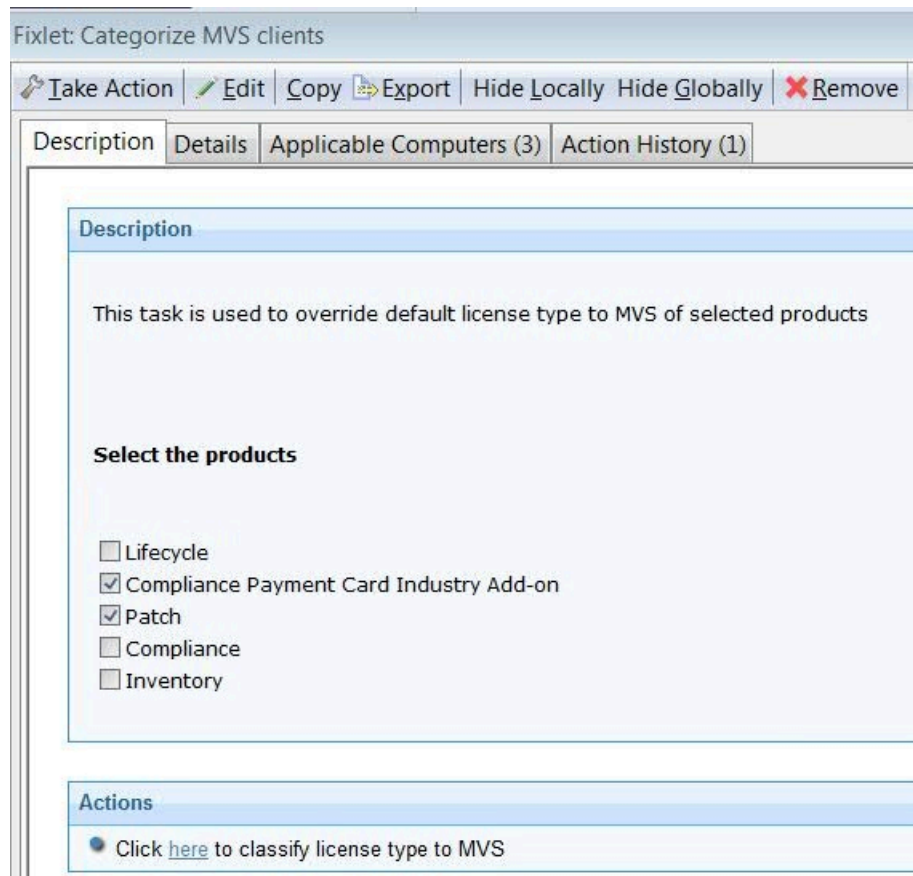 Fixlet: Categorize MVS clients
Take Action Edit Copy Export Hide Locally Hide Globally Remove
Description Details Applicable Computers (3) Action History (1)
Description
This task is used to override default license type to MVS of selected products
Select the products
Lifecycle
Compliance Payment Card Industry Add-on
Patch
Compliance
Inventory
Actions
Click here to classify license type to MVS